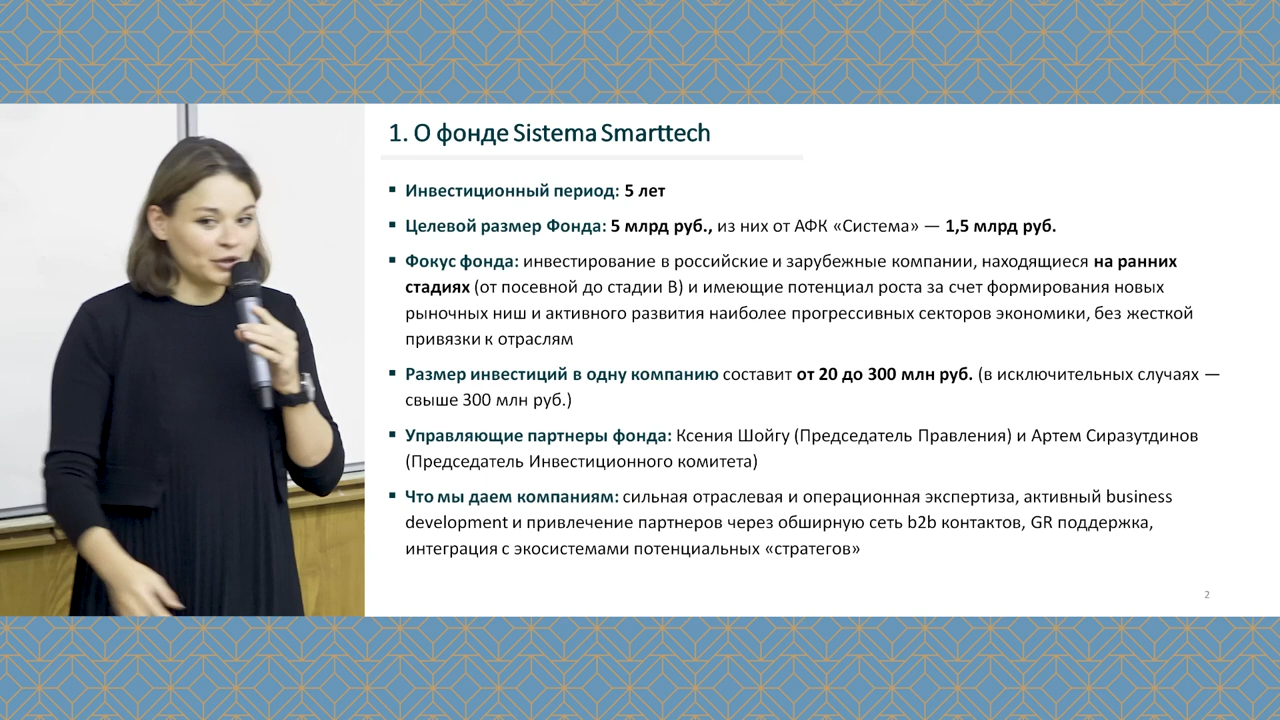 1. О фонде Sistema Smarttech
Инвестиционный период: 5 лет
Целевой размер Фонда: 5 млрд руб., из них от АФК «Система» — 1,5 млрд руб.
Фокус фонда: инвестирование в российские и зарубежные компании, находящиеся на ранних
стадиях (от посевной до стадии B) и имеющие потенциал роста за счет формирования новых
рыночных ниш и активного развития наиболее прогрессивных секторов экономики, без жесткой
привязки к отраслям
Размер инвестиций в одну компанию составит от 20 до 300 млн руб. (в исключительных случаях —
свыше 300 млн руб.)
Управляющие партнеры фонда: Ксения Шойгу (Председатель Правления) и Артем Сиразутдинов
(Председатель Инвестиционного комитета)
Что мы даем компаниям: сильная отраслевая и операционная экспертиза, активный business
development и привлечение партнеров через обширную сеть b2b контактов, GR поддержка,
интеграция с экосистемами потенциальных «стратегов»
2